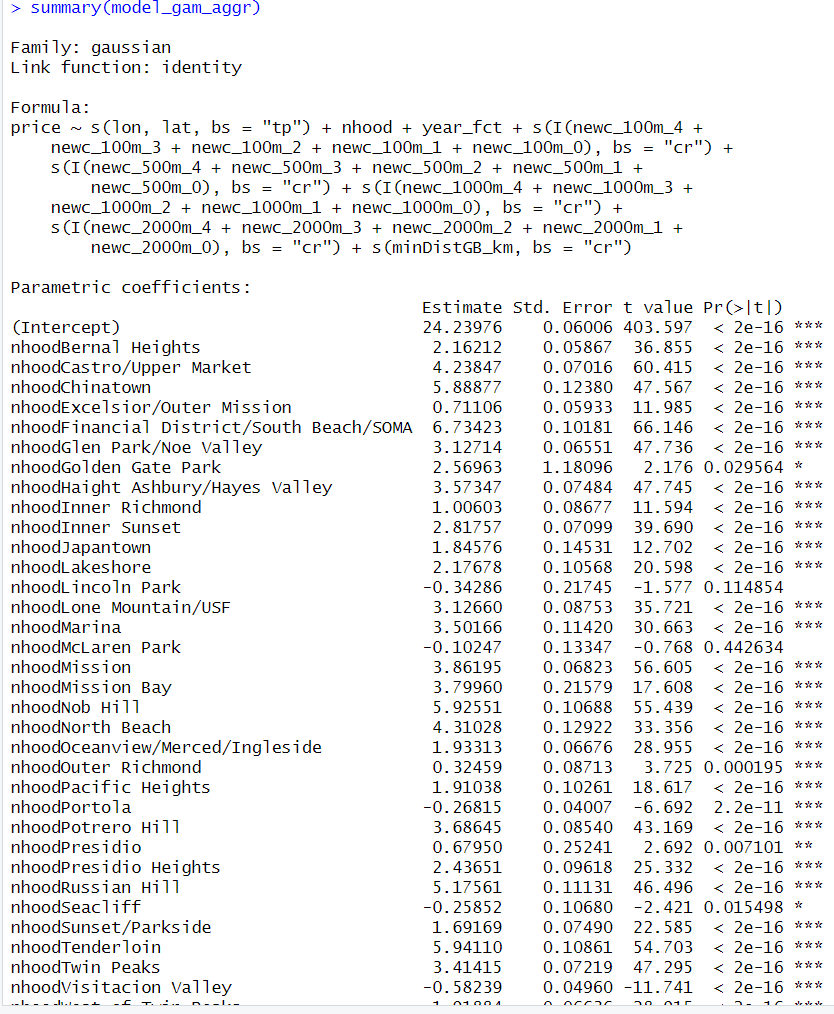 > summary(model_gam_aggr)
Family: gaussian
Link function: identity
Formula:
price ~ s(lon, lat, bs = "tp") + nhood + year_fct + s(I(newc_100m_4 +
newc_100m_3 + newc_100m_2 + newc_100m_1 + newc_100m_0), bs = "cr") +
s(I(newc_500m_4 + newc_500m_3 + newc_500m_2 + newc_500m_1 +
newc_500m_0), bs = "cr") + s(I(newc_1000m_4 + newc_1000m_3 +
newc_1000m_2 + newc_1000m_1 + newc_1000m_0), bs = "cr") +
s(I(newc_2000m_4 + newc_2000m_3 + newc_2000m_2 + newc_2000m_1 +
newc_2000m_0), bs = "cr") + s(minDistGB_km, bs = "cr")
Parametric coefficients:
Estimate Std. Error t value Pr(>|t|)
(Intercept) 24.23976 0.06006 403.597 < 2e-16 ***
nhoodBernal Heights 2.16212 0.05867 36.855 < 2e-16 ***
nhoodCastro/Upper Market 4.23847 0.07016 60.415 < 2e-16 ***
nhoodChinatown 5.88877 0.12380 47.567 < 2e-16 ***
nhoodExcelsior/Outer Mission 0.71106 0.05933 11.985 < 2e-16 ***
nhoodFinancial District/South Beach/SOMA 6.73423 0.10181 66.146 < 2e-16 ***
nhoodGlen Park/Noe Valley 3.12714 0.06551 47.736 < 2e-16 ***
nhoodGolden Gate Park 2.56963 1.18096 2.176 0.029564 *
nhoodHaight Ashbury/Hayes Valley 3.57347 0.07484 47.745 < 2e-16 ***
nhoodInner Richmond 1.00603 0.08677 11.594 < 2e-16 ***
nhoodInner Sunset 2.81757 0.07099 39.690 < 2e-16 ***
nhoodJapantown 1.84576 0.14531 12.702 < 2e-16 ***
nhoodLakeshore 2.17678 0.10568 20.598 < 2e-16 ***
nhoodLincoln Park -0.34286 0.21745 -1.577 0.114854
nhoodLone Mountain/USF 3.12660 0.08753 35.721 < 2e-16 ***
nhoodMarina 3.50166 0.11420 30.663 < 2e-16 ***
nhoodMcLaren Park -0.10247 0.13347 -0.768 0.442634
nhoodMission 3.86195 0.06823 56.605 < 2e-16 ***
nhoodMission Bay 3.79960 0.21579 17.608 < 2e-16 ***
nhoodNob Hill 5.92551 0.10688 55.439 < 2e-16 ***
nhoodNorth Beach 4.31028 0.12922 33.356 < 2e-16 ***
nhoodOceanview/Merced/Ingleside 1.93313 0.06676 28.955 < 2e-16 ***
nhoodOuter Richmond 0.32459 0.08713 3.725 0.000195 ***
nhoodPacific Heights 1.91038 0.10261 18.617 < 2e-16 ***
nhoodPortola -0.26815 0.04007 -6.692 2.2e-11 ***
nhoodPotrero Hill 3.68645 0.08540 43.169 < 2e-16 ***
nhoodPresidio 0.67950 0.25241 2.692 0.007101 **
nhoodPresidio Heights 2.43651 0.09618 25.332 < 2e-16 ***
nhoodRussian Hill 5.17561 0.11131 46.496 < 2e-16 ***
nhoodSeacliff -0.25852 0.10680 -2.421 0.015498 *
nhoodSunset/Parkside 1.69169 0.07490 22.585 < 2e-16 ***
nhoodTenderloin 5.94110 0.10861 54.703 < 2e-16 ***
nhoodTwin Peaks 3.41415 0.07219 47.295 < 2e-16 ***
nhoodVisitacion Valley -0.58239 0.04960 -11.741 < 2e-16 ***